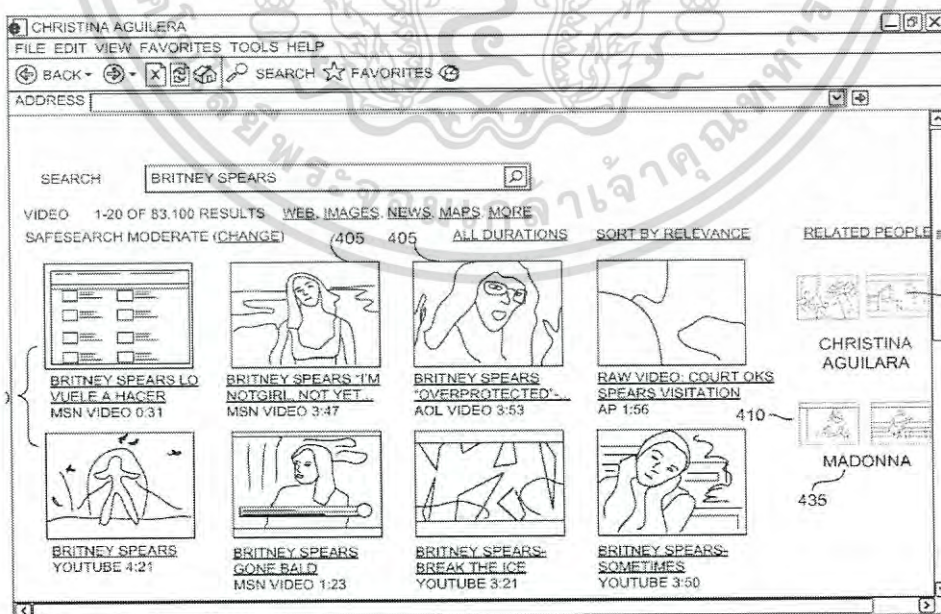 CHRISTINA AGUILERA
FILE EDIT VIEW FAVORITES TOOLS HELP
BACK SEARCH FAVORITES
ADDRESS
SEARCH BRITNEY SPEARS
VIDEO 1-20 OF 83,100 RESULTS WEB, IMAGES, NEWS, MAPS, MORE
SAFESEARCH MODERATE (CHANGE) 405 405 ALL DURATIONS SORT BY RELEVANCE RELATED PEOPLE
BRITNEY SPEARS LO
VUELE A HACER
MSN VIDEO 0:31
BRITNEY SPEARS "I'M
NOTGIRL, NOT YET...
MSN VIDEO 3:47
BRITNEY SPEARS
"OVERPROTECTED"-...
AOL VIDEO 3:53
RAW VIDEO: COURT OKS
SPEARS VISITATION
AP 1:56
CHRISTINA
AGUILARA
410
MADONNA
435
BRITNEY SPEARS
YOUTUBE 4:21
BRITNEY SPEARS
GONE BALD
MSN VIDEO 1:23
BRITNEY SPEARS-
BREAK THE ICE
YOUTUBE 3:21
BRITNEY SPEARS-
SOMETIMES
YOUTUBE 3:50